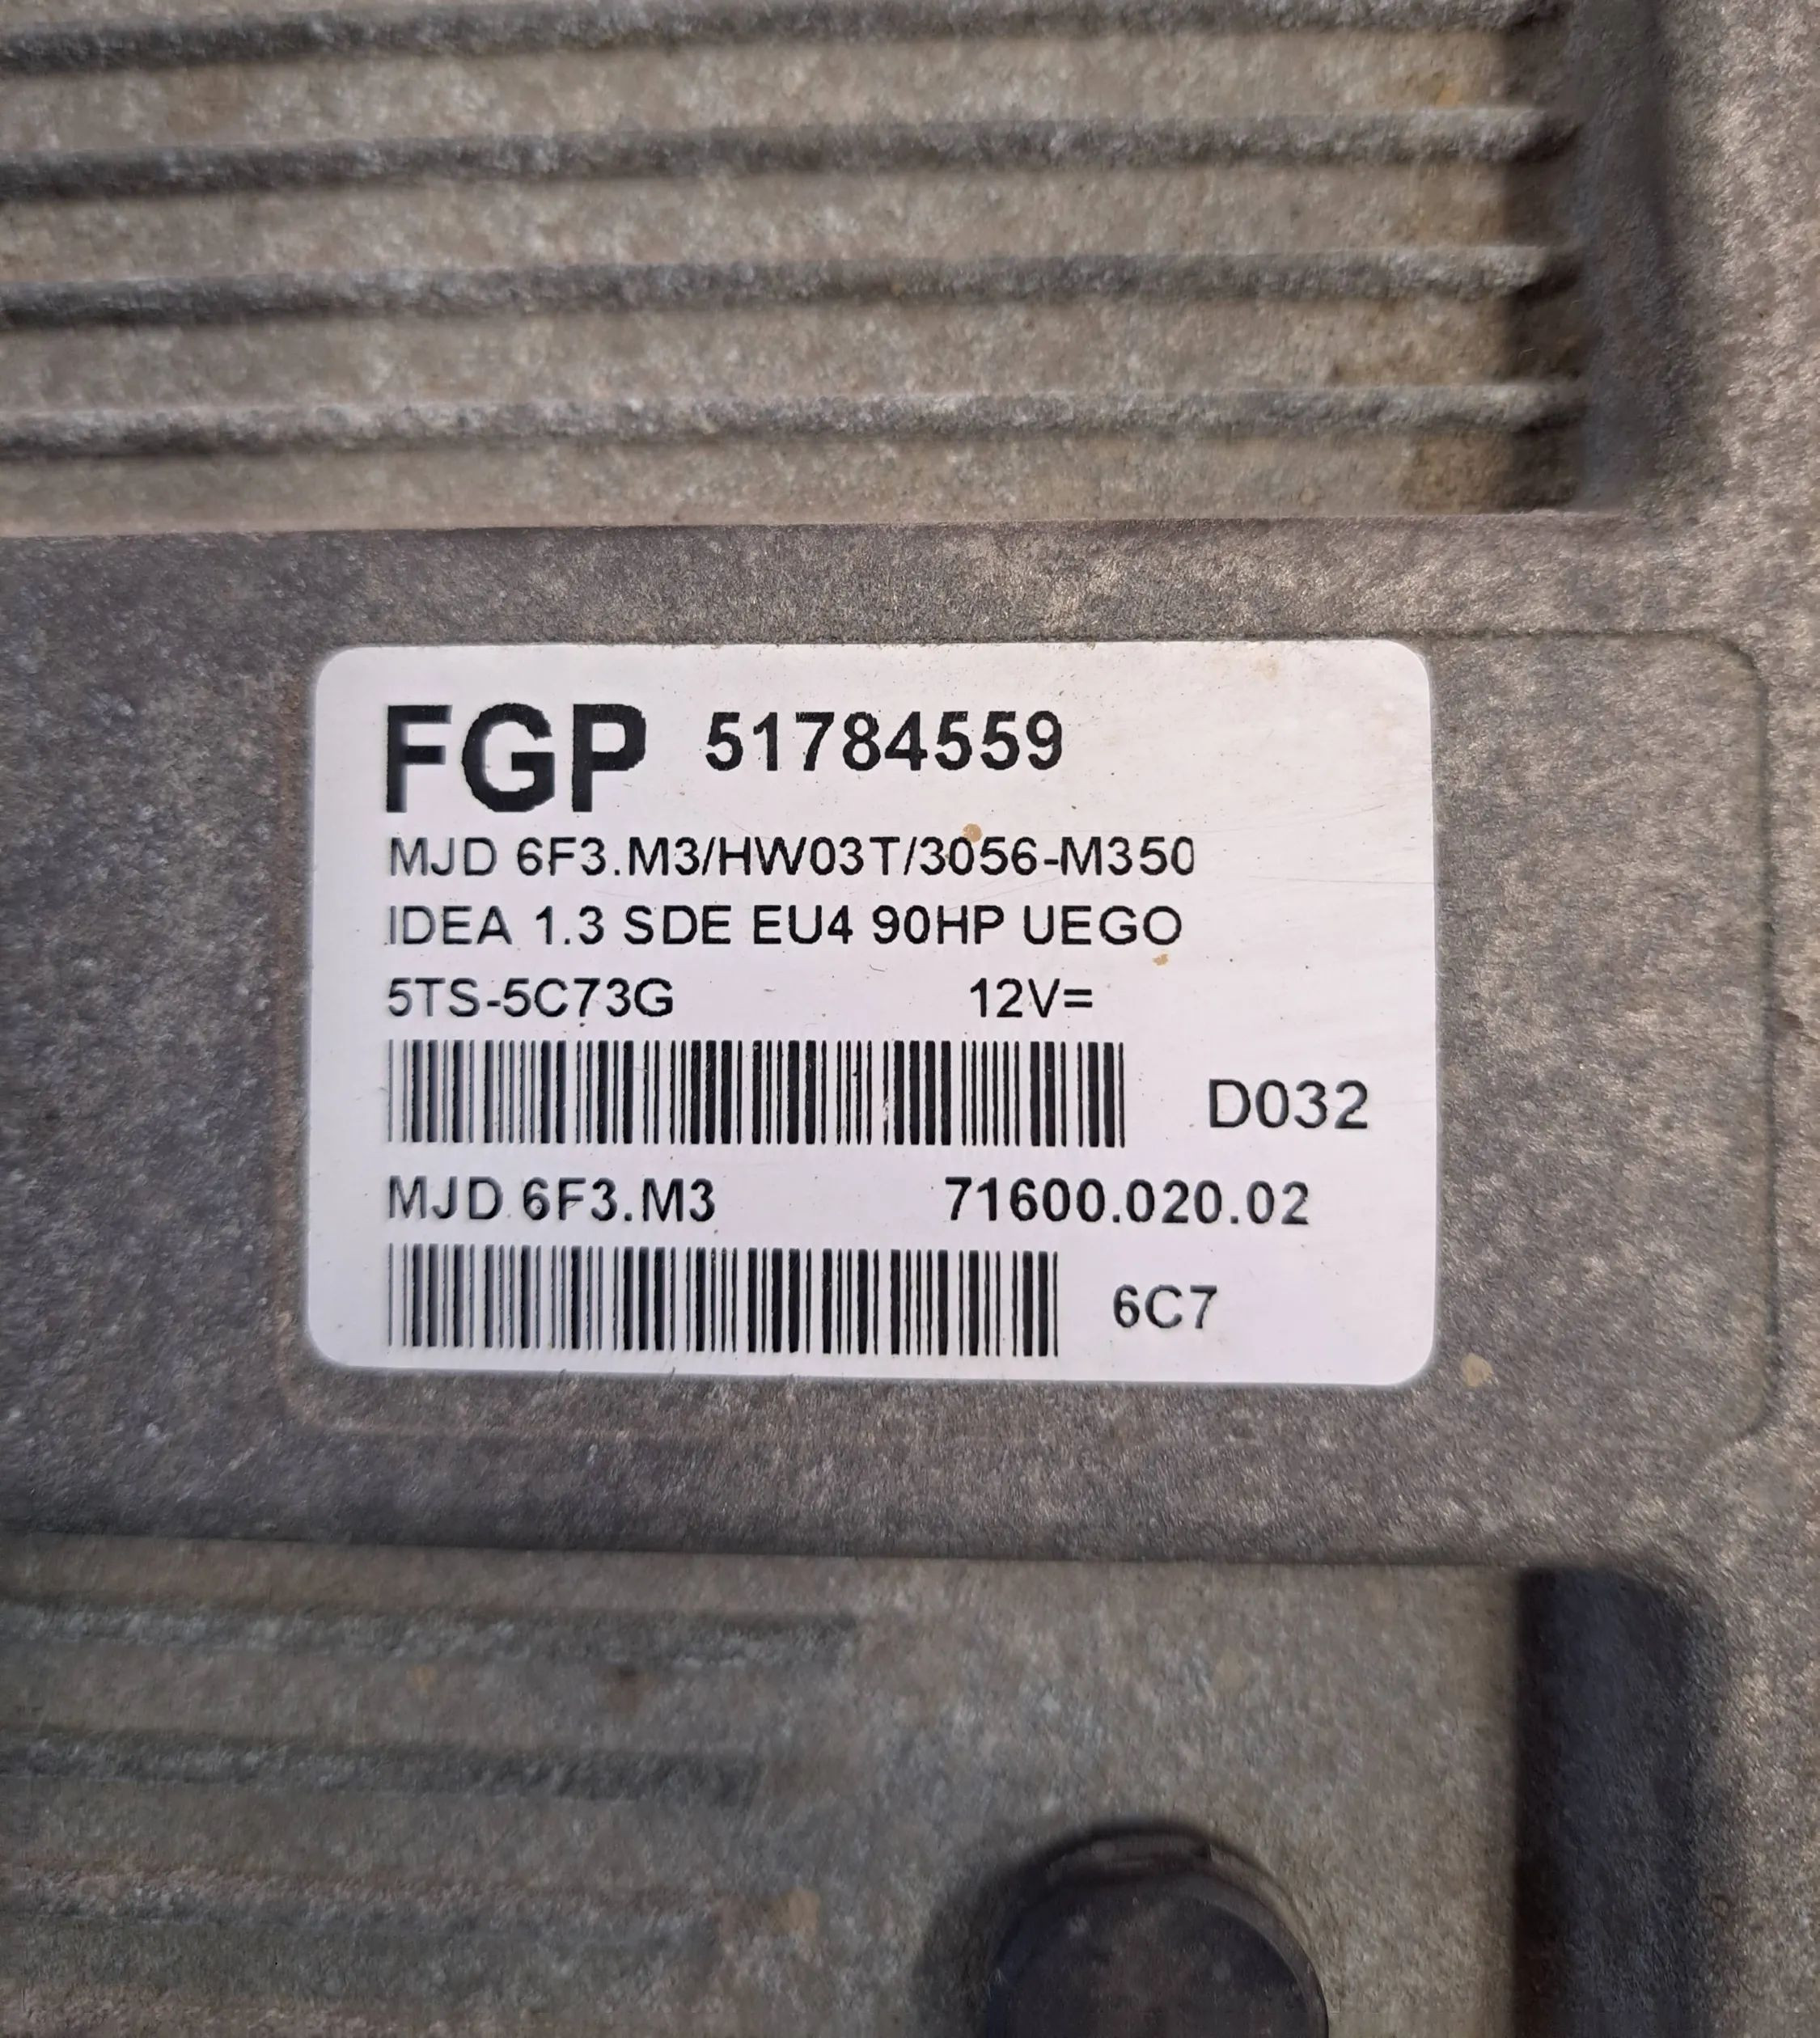 FGP 51784559
MJD 6F3.M3/HW03T/3056-M350
IDEA 1.3 SDE EU4 90HP UEGO
5TS-5C73G 12V=
D032
MJD 6F3.M3 71600.020.02
6C7